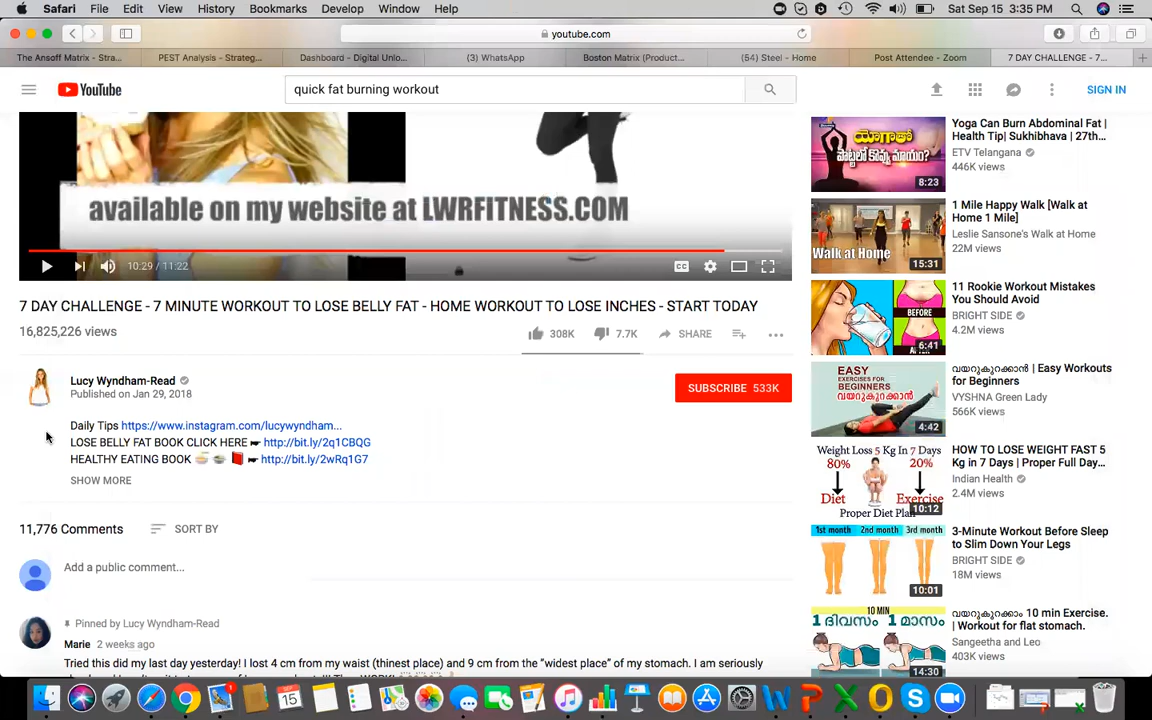 Safari File Edit View History Bookmarks Develop Window Help
Sat Sep 15 3:35 PM
youtube.com
The Ansoff Matrix - Stra...
PEST Analysis - Strateg...
Dashboard - Digital Unlo...
(3) WhatsApp
Boston Matrix (Product...
(54) Steel - Home
Post Attendee - Zoom
7 DAY CHALLENGE - 7...
YouTube
quick fat burning workout
SIGN IN
available on my website at LWRFITNESS.COM
10:29 / 11:22
CC
7 DAY CHALLENGE - 7 MINUTE WORKOUT TO LOSE BELLY FAT - HOME WORKOUT TO LOSE INCHES - START TODAY
16,825,226 views
308K
7.7K
SHARE
Lucy Wyndham-Read
Published on Jan 29, 2018
SUBSCRIBE 533K
Daily Tips https://www.instagram.com/lucywyndham...
LOSE BELLY FAT BOOK CLICK HERE ☛ http://bit.ly/2q1CBQG
HEALTHY EATING BOOK 🍜 🍲 📕 ☛ http://bit.ly/2wRq1G7
SHOW MORE
11,776 Comments
SORT BY
Add a public comment...
Pinned by Lucy Wyndham-Read
Marie 2 weeks ago
Tried this did my last day yesterday! I lost 4 cm from my waist (thinest place) and 9 cm from the "widest place" of my stomach. I am seriously
యోగాతో
పొట్టలో కొవ్వు మాయం?
8:23
Yoga Can Burn Abdominal Fat |
Health Tip| Sukhibhava | 27th...
ETV Telangana
446K views
Walk at Home
15:31
1 Mile Happy Walk [Walk at
Home 1 Mile]
Leslie Sansone's Walk at Home
22M views
BEFORE
AFTER
6:41
11 Rookie Workout Mistakes
You Should Avoid
BRIGHT SIDE
4.2M views
EASY
EXERCISES FOR
BEGINNERS
വയറുകുറക്കാൻ
4:42
വയറുകുറക്കാൻ | Easy Workouts
for Beginners
VYSHNA Green Lady
566K views
Weight Loss 5 Kg In 7 Days
80%
20%
Diet
Exercise
Proper Diet Plan
10:12
HOW TO LOSE WEIGHT FAST 5
Kg in 7 Days | Proper Full Day...
Indian Health
2.4M views
1st month 2nd month 3rd month
10:01
3-Minute Workout Before Sleep
to Slim Down Your Legs
BRIGHT SIDE
18M views
10 MIN
1 ദിവസം 1 മാസം
14:30
വയറുകുറക്കാം 10 min Exercise.
| Workout for flat stomach.
Sangeetha and Leo
403K views
SEP
15